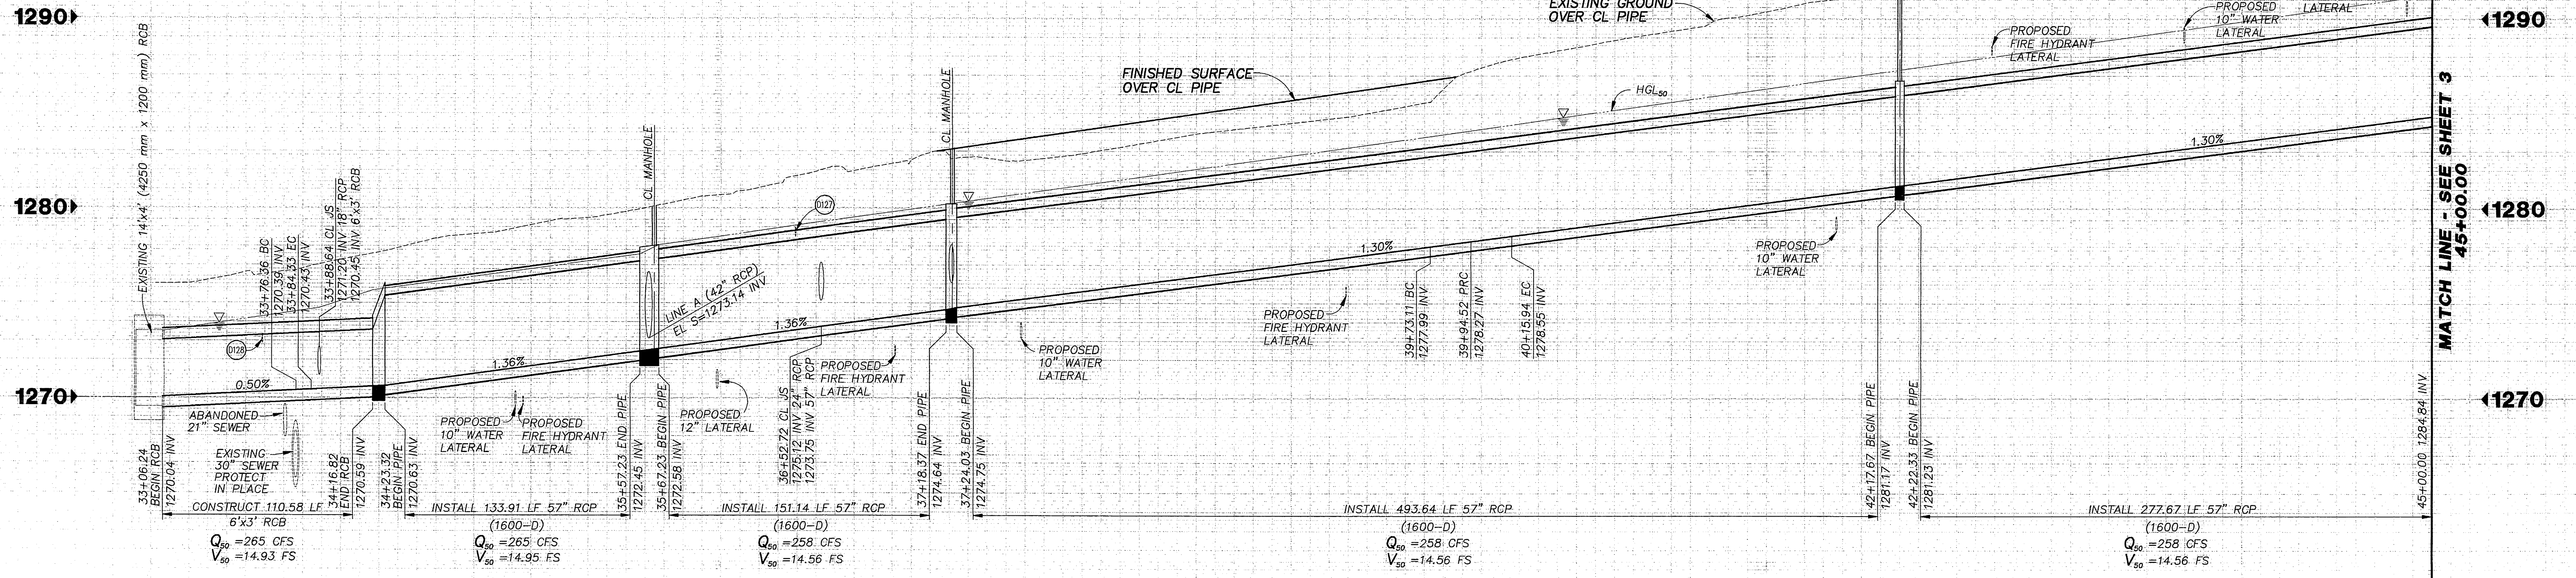 1290
1280
1270
EXISTING 14'x4' (4250 mm x 1200 mm) RCB
33+76.36 BC
1270.39 INV
33+84.33 EC
1270.43 INV
33+88.64 CL JS
1271.20 INV 18" RCP
1270.45 INV 6'x3' RCB
D128
0.50%
ABANDONED
21" SEWER
EXISTING
30" SEWER
PROTECT
IN PLACE
33+06.24
BEGIN RCB
1270.04 INV
34+16.82
END RCB
1270.59 INV
34+23.32
BEGIN PIPE
1270.63 INV
CONSTRUCT 110.58 LF
6'x3' RCB
Q50 =265 CFS
V50 =14.93 FS
1.36%
PROPOSED
10" WATER
LATERAL
PROPOSED
FIRE HYDRANT
LATERAL
INSTALL 133.91 LF 57" RCP
(1600-D)
Q50 =265 CFS
V50 =14.95 FS
CL MANHOLE
LINE A (42" RCP)
EL S=1273.14 INV
35+57.23 END PIPE
1272.45 INV
35+67.23 BEGIN PIPE
1272.58 INV
PROPOSED
12" LATERAL
D127
1.36%
36+52.72 CL JS
1275.12 INV 24" RCP
1273.75 INV 57" RCP
PROPOSED
FIRE HYDRANT
LATERAL
INSTALL 151.14 LF 57" RCP
(1600-D)
Q50 =258 CFS
V50 =14.56 FS
CL MANHOLE
37+18.37 END PIPE
1274.64 INV
37+24.03 BEGIN PIPE
1274.75 INV
PROPOSED
10" WATER
LATERAL
FINISHED SURFACE
OVER CL PIPE
EXISTING GROUND
OVER CL PIPE
HGL50
1.30%
PROPOSED
FIRE HYDRANT
LATERAL
39+73.11 BC
1277.99 INV
39+94.52 PRC
1278.27 INV
40+15.94 EC
1278.55 INV
PROPOSED
10" WATER
LATERAL
INSTALL 493.64 LF 57" RCP
(1600-D)
Q50 =258 CFS
V50 =14.56 FS
42+17.67 BEGIN PIPE
1281.17 INV
42+22.33 BEGIN PIPE
1281.23 INV
PROPOSED
FIRE HYDRANT
LATERAL
PROPOSED
10" WATER
LATERAL
LATERAL
1.30%
INSTALL 277.67 LF 57" RCP
(1600-D)
Q50 =258 CFS
V50 =14.56 FS
45+00.00 1284.84 INV
MATCH LINE - SEE SHEET 3
45+00.00
1290
1280
1270